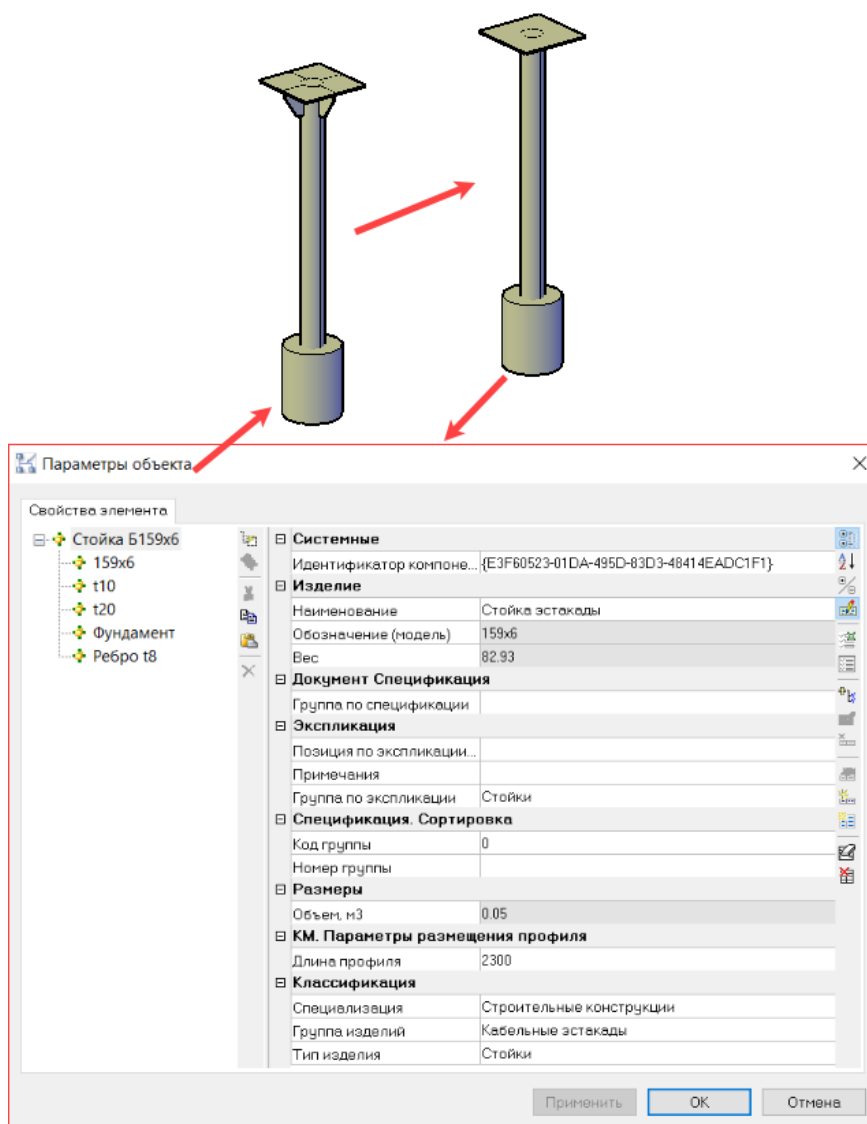 Параметры объекта
Свойства элемента
Стойка Б159х6
159х6
t10
t20
Фундамент
Ребро t8
Системные
Идентификатор компоне... {E3F60523-01DA-495D-83D3-48414EADC1F1}
Изделие
Наименование Стойка эстакады
Обозначение (модель) 159х6
Вес 82.93
Документ Спецификация
Группа по спецификации
Экспликация
Позиция по экспликации...
Примечания
Группа по экспликации Стойки
Спецификация. Сортировка
Код группы 0
Номер группы
Размеры
Объем, м3 0.05
КМ. Параметры размещения профиля
Длина профиля 2300
Классификация
Специализация Строительные конструкции
Группа изделий Кабельные эстакады
Тип изделия Стойки
Применить OK Отмена